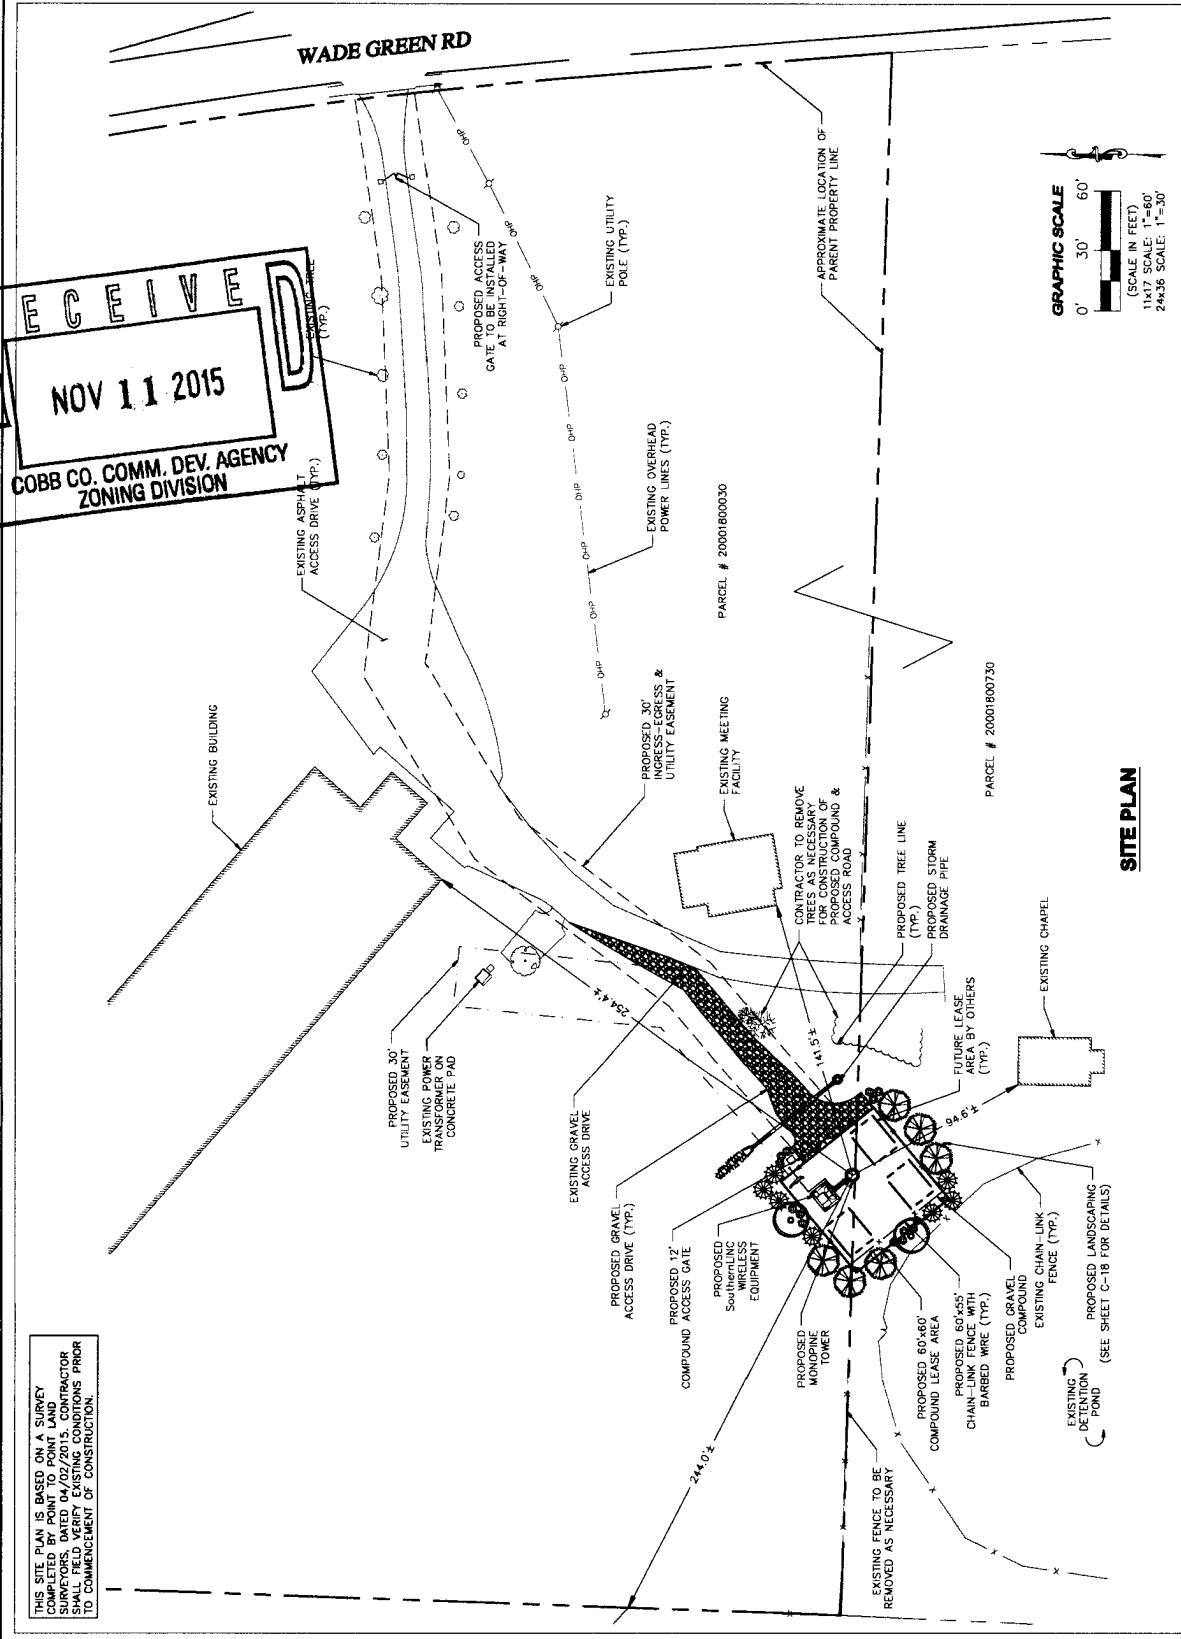 WADE GREEN RD
ECEIVE
D
NOV 11 2015
COBB CO. COMM. DEV. AGENCY
ZONING DIVISION
EXISTING TREE
(TYP.)
EXISTING ASPHALT
ACCESS DRIVE (TYP.)
PROPOSED ACCESS
GATE TO BE INSTALLED
AT RIGHT-OF-WAY
OHP
OHP
OHP
OHP
OHP
OHP
OHP
OHP
OHP
EXISTING UTILITY
POLE (TYP.)
EXISTING OVERHEAD
POWER LINES (TYP.)
APPROXIMATE LOCATION OF
PARENT PROPERTY LINE
GRAPHIC SCALE
0' 30' 60'
(SCALE IN FEET)
11x17 SCALE: 1"=60'
24x36 SCALE: 1"=30'
PARCEL # 20001800030
PARCEL # 20001800730
EXISTING BUILDING
PROPOSED 30'
INGRESS-EGRESS &
UTILITY EASEMENT
EXISTING MEETING
FACILITY
CONTRACTOR TO REMOVE
TREES AS NECESSARY
FOR CONSTRUCTION OF
PROPOSED COMPOUND &
ACCESS ROAD
PROPOSED TREE LINE
(TYP.)
PROPOSED STORM
DRAINAGE PIPE
FUTURE LEASE
AREA BY OTHERS
(TYP.)
EXISTING CHAPEL
PROPOSED 30'
UTILITY EASEMENT
EXISTING POWER
TRANSFORMER ON
CONCRETE PAD
254.4'±
141.5'±
94.6'±
244.0'±
EXISTING GRAVEL
ACCESS DRIVE
PROPOSED GRAVEL
ACCESS DRIVE (TYP.)
PROPOSED 12'
COMPOUND ACCESS GATE
PROPOSED
SouthernLINC
WIRELESS
EQUIPMENT
PROPOSED
MONOPINE
TOWER
PROPOSED 60'x60'
COMPOUND LEASE AREA
PROPOSED 60'x55'
CHAIN-LINK FENCE WITH
BARBED WIRE (TYP.)
PROPOSED GRAVEL
COMPOUND
EXISTING CHAIN-LINK
FENCE (TYP.)
PROPOSED LANDSCAPING
(SEE SHEET C-18 FOR DETAILS)
EXISTING
DETENTION
POND
EXISTING FENCE TO BE
REMOVED AS NECESSARY
SITE PLAN
THIS SITE PLAN IS BASED ON A SURVEY
COMPLETED BY POINT TO POINT LAND
SURVEYORS, DATED 04/02/2015. CONTRACTOR
SHALL FIELD VERIFY EXISTING CONDITIONS PRIOR
TO COMMENCEMENT OF CONSTRUCTION.